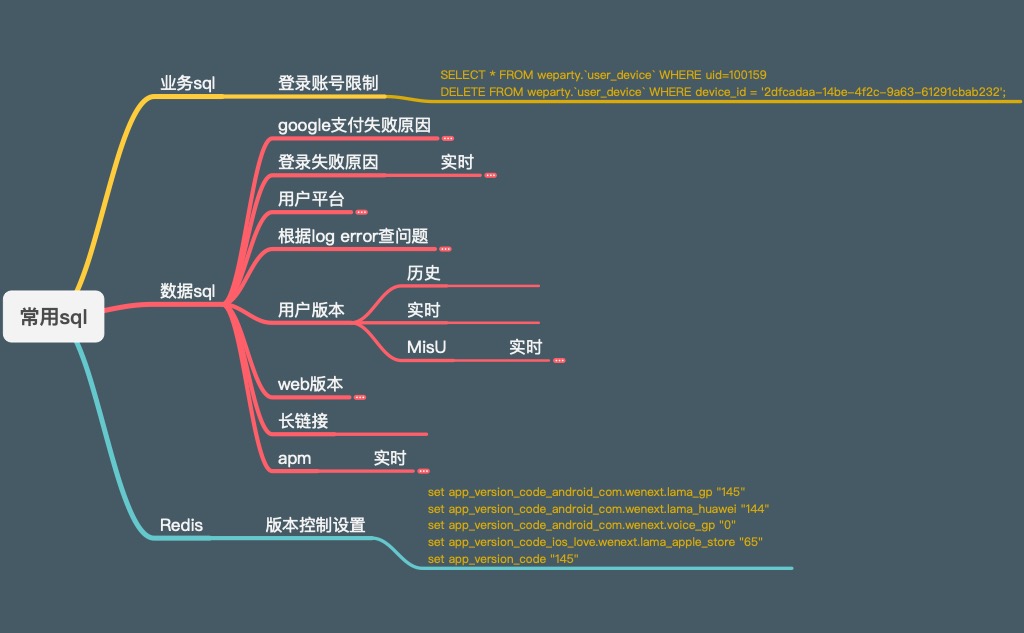 常用sql
业务sql
登录账号限制
SELECT * FROM weparty.`user_device` WHERE uid=100159
DELETE FROM weparty.`user_device` WHERE device_id = '2dfcadaa-14be-4f2c-9a63-61291cbab232';
数据sql
google支付失败原因
登录失败原因
实时
用户平台
根据log error查问题
用户版本
历史
实时
MisU
实时
web版本
长链接
apm
实时
Redis
版本控制设置
set app_version_code_android_com.wenext.lama_gp "145"
set app_version_code_android_com.wenext.lama_huawei "144"
set app_version_code_android_com.wenext.voice_gp "0"
set app_version_code_ios_love.wenext.lama_apple_store "65"
set app_version_code "145"